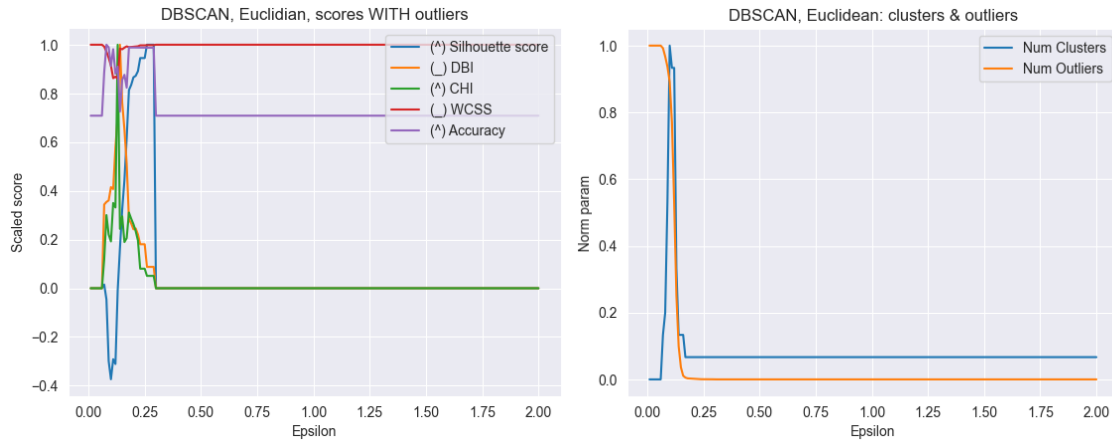 DBSCAN, Euclidian, scores WITH outliers
Scaled score
1.0
0.8
0.6
0.4
0.2
0.0
−0.2
−0.4
(^) Silhouette score
(_) DBI
(^) CHI
(_) WCSS
(^) Accuracy
0.00 0.25 0.50 0.75 1.00 1.25 1.50 1.75 2.00
Epsilon
DBSCAN, Euclidean: clusters & outliers
Norm param
1.0
0.8
0.6
0.4
0.2
0.0
Num Clusters
Num Outliers
0.00 0.25 0.50 0.75 1.00 1.25 1.50 1.75 2.00
Epsilon